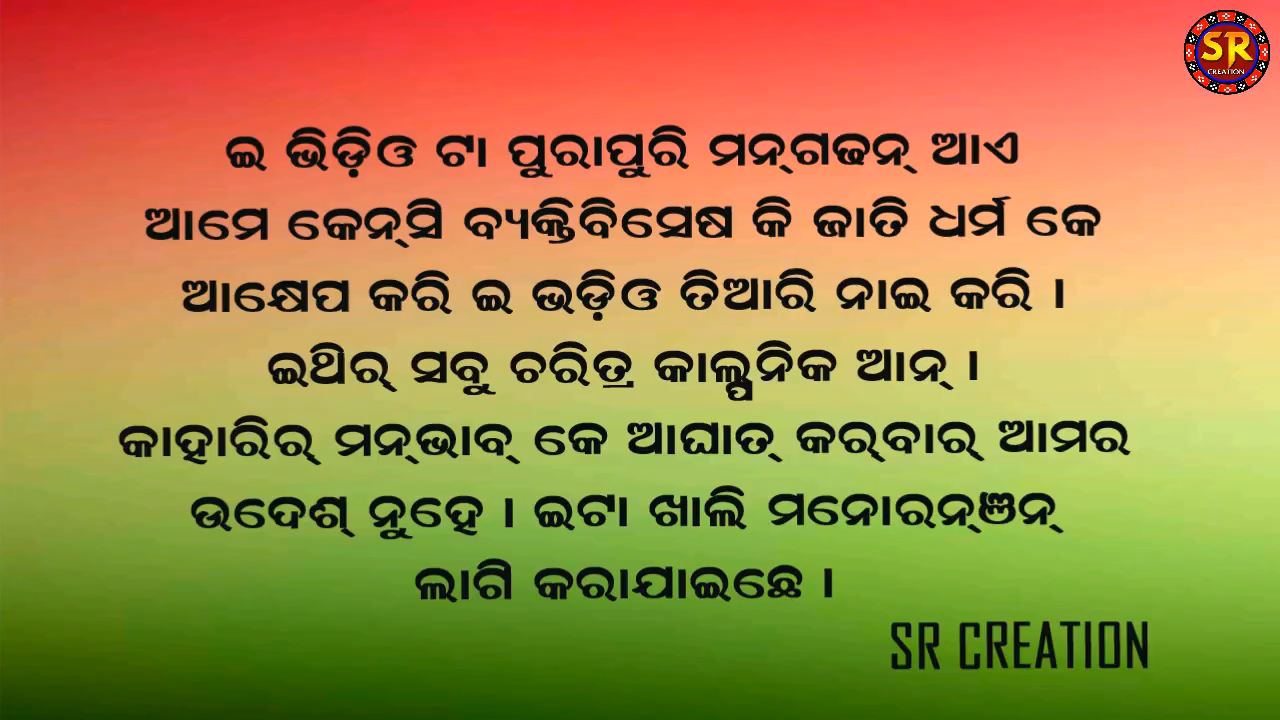 SR
CREATION
ଇ ଭିଡ଼ିଓ ଟା ପୁରାପୁରି ମନ୍‌ଗଢନ୍ ଆଏ
ଆମେ କେନ୍‌ସି ବ୍ୟକ୍ତିବିସେଷ କି ଜାତି ଧର୍ମ କେ
ଆକ୍ଷେପ କରି ଇ ଭଡ଼ିଓ ତିଆରି ନାଇ କରି ।
ଇଥିର୍ ସବୁ ଚରିତ୍ର କାଲ୍ପନିକ ଆନ୍ ।
କାହାରିର୍ ମନ୍‌ଭାବ୍ କେ ଆଘାତ୍ କର୍‌ବାର୍ ଆମର
ଉଦେଶ୍ ନୁହେ । ଇଟା ଖାଲି ମନୋରନ୍‌ଞ୍ଜନ୍
ଲାଗି କରାଯାଇଛେ ।
SR CREATION